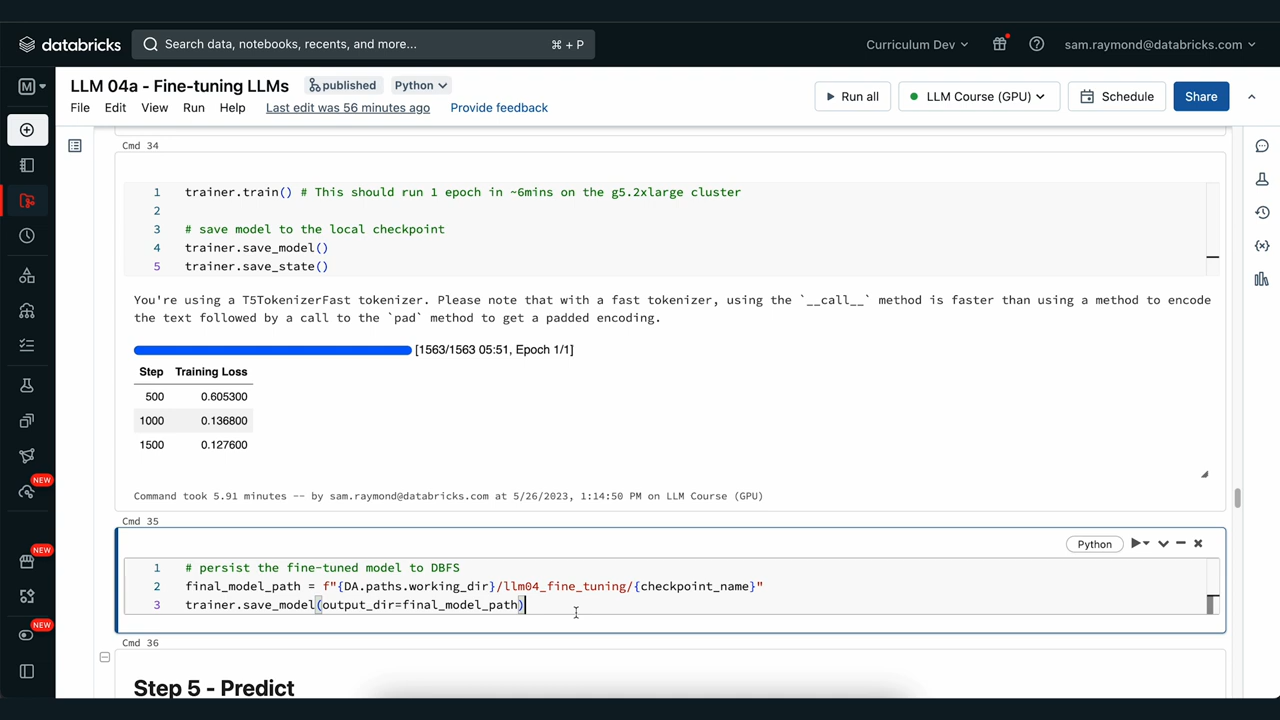 databricks
Search data, notebooks, recents, and more...
⌘ + P
Curriculum Dev
sam.raymond@databricks.com
M
LLM 04a - Fine-tuning LLMs
published
Python
File Edit View Run Help Last edit was 56 minutes ago Provide feedback
Run all
LLM Course (GPU)
Schedule
Share
Cmd 34
1 trainer.train() # This should run 1 epoch in ~6mins on the g5.2xlarge cluster
2
3 # save model to the local checkpoint
4 trainer.save_model()
5 trainer.save_state()
You're using a T5TokenizerFast tokenizer. Please note that with a fast tokenizer, using the `__call__` method is faster than using a method to encode
the text followed by a call to the `pad` method to get a padded encoding.
[1563/1563 05:51, Epoch 1/1]
Step Training Loss
500 0.605300
1000 0.136800
1500 0.127600
Command took 5.91 minutes -- by sam.raymond@databricks.com at 5/26/2023, 1:14:50 PM on LLM Course (GPU)
Cmd 35
Python
1 # persist the fine-tuned model to DBFS
2 final_model_path = f"{DA.paths.working_dir}/llm04_fine_tuning/{checkpoint_name}"
3 trainer.save_model(output_dir=final_model_path)
Cmd 36
Step 5 - Predict
NEW
NEW
NEW